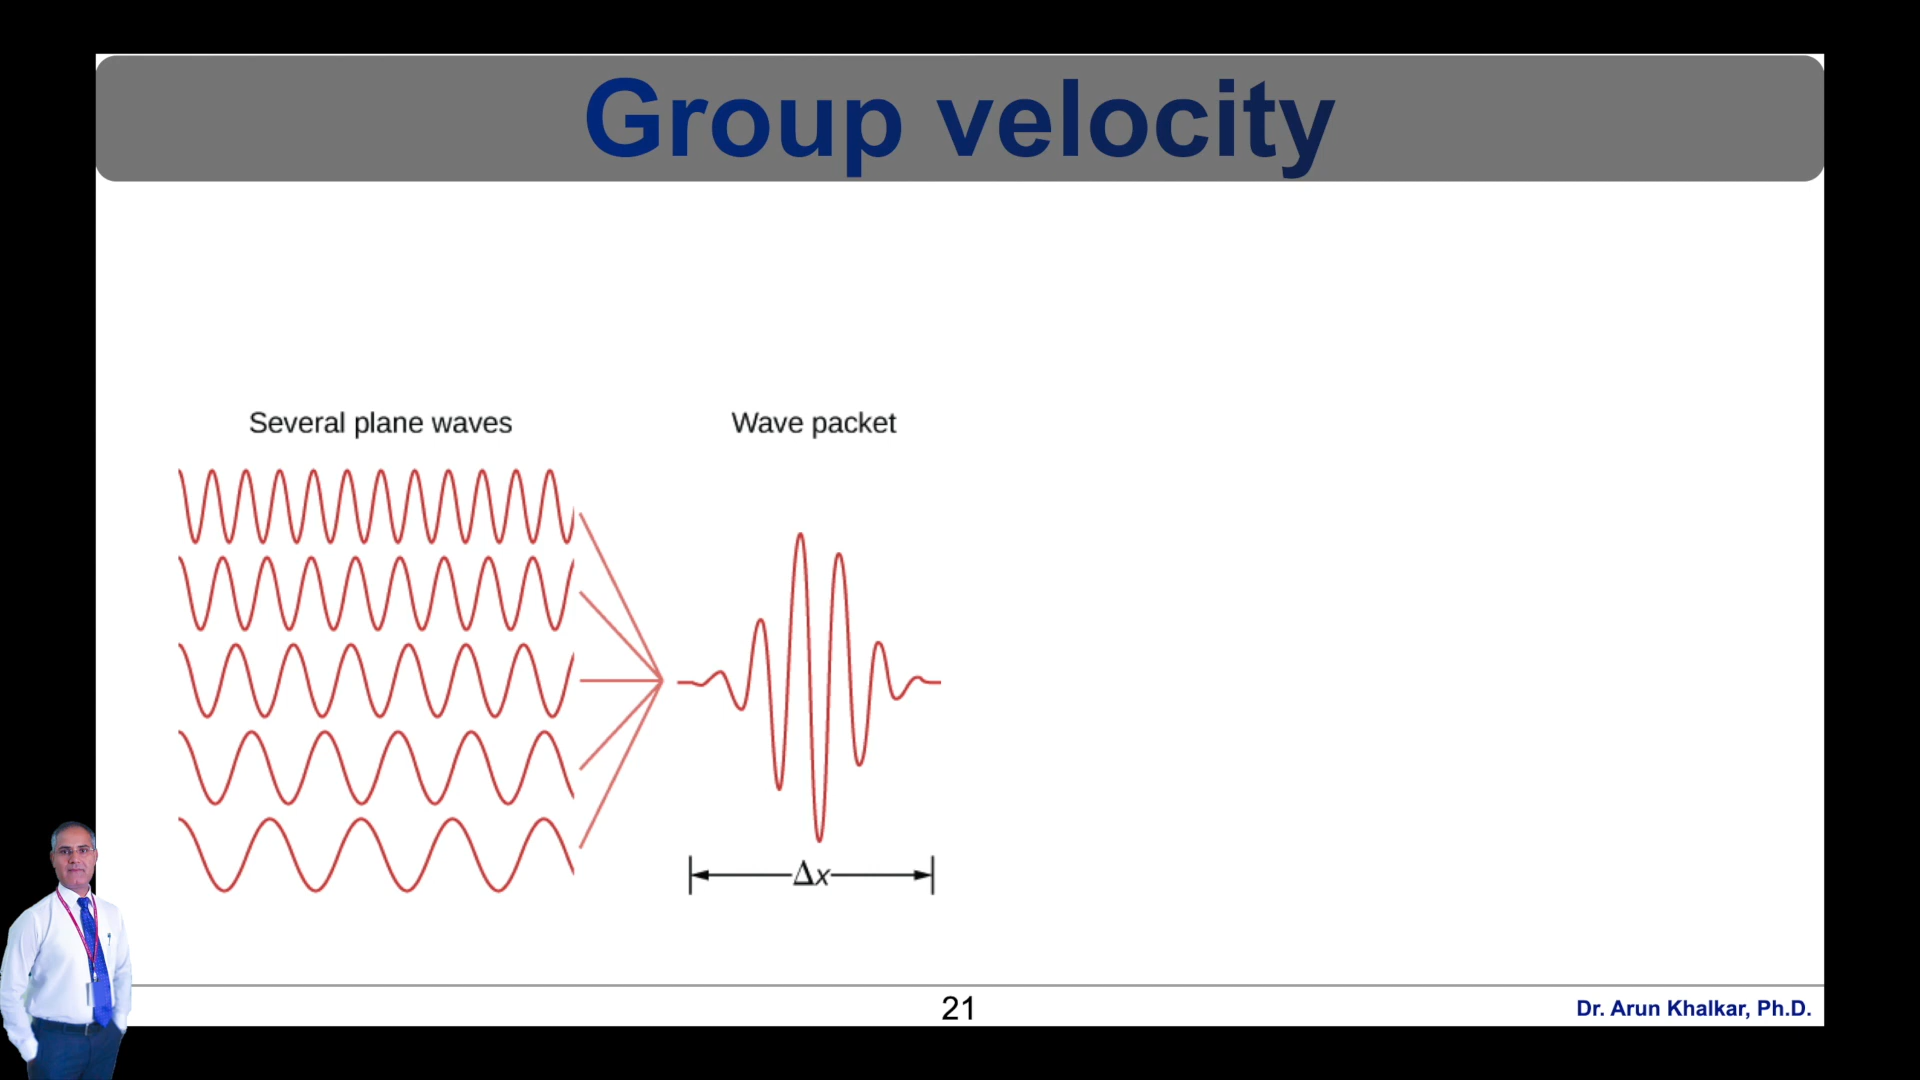 Group velocity
Several plane waves
Wave packet
Δx
21
Dr. Arun Khalkar, Ph.D.